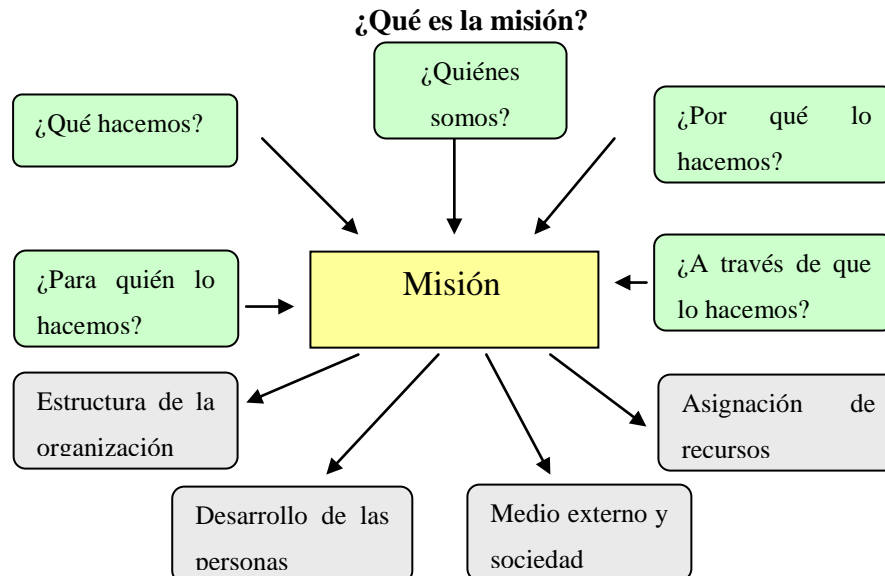 ¿Qué es la misión?
¿Quiénes
somos?
¿Qué hacemos?
¿Por qué lo
hacemos?
¿Para quién lo
hacemos?
Misión
¿A través de que
lo hacemos?
Estructura de la
organización
Asignación de
recursos
Desarrollo de las
personas
Medio externo y
sociedad